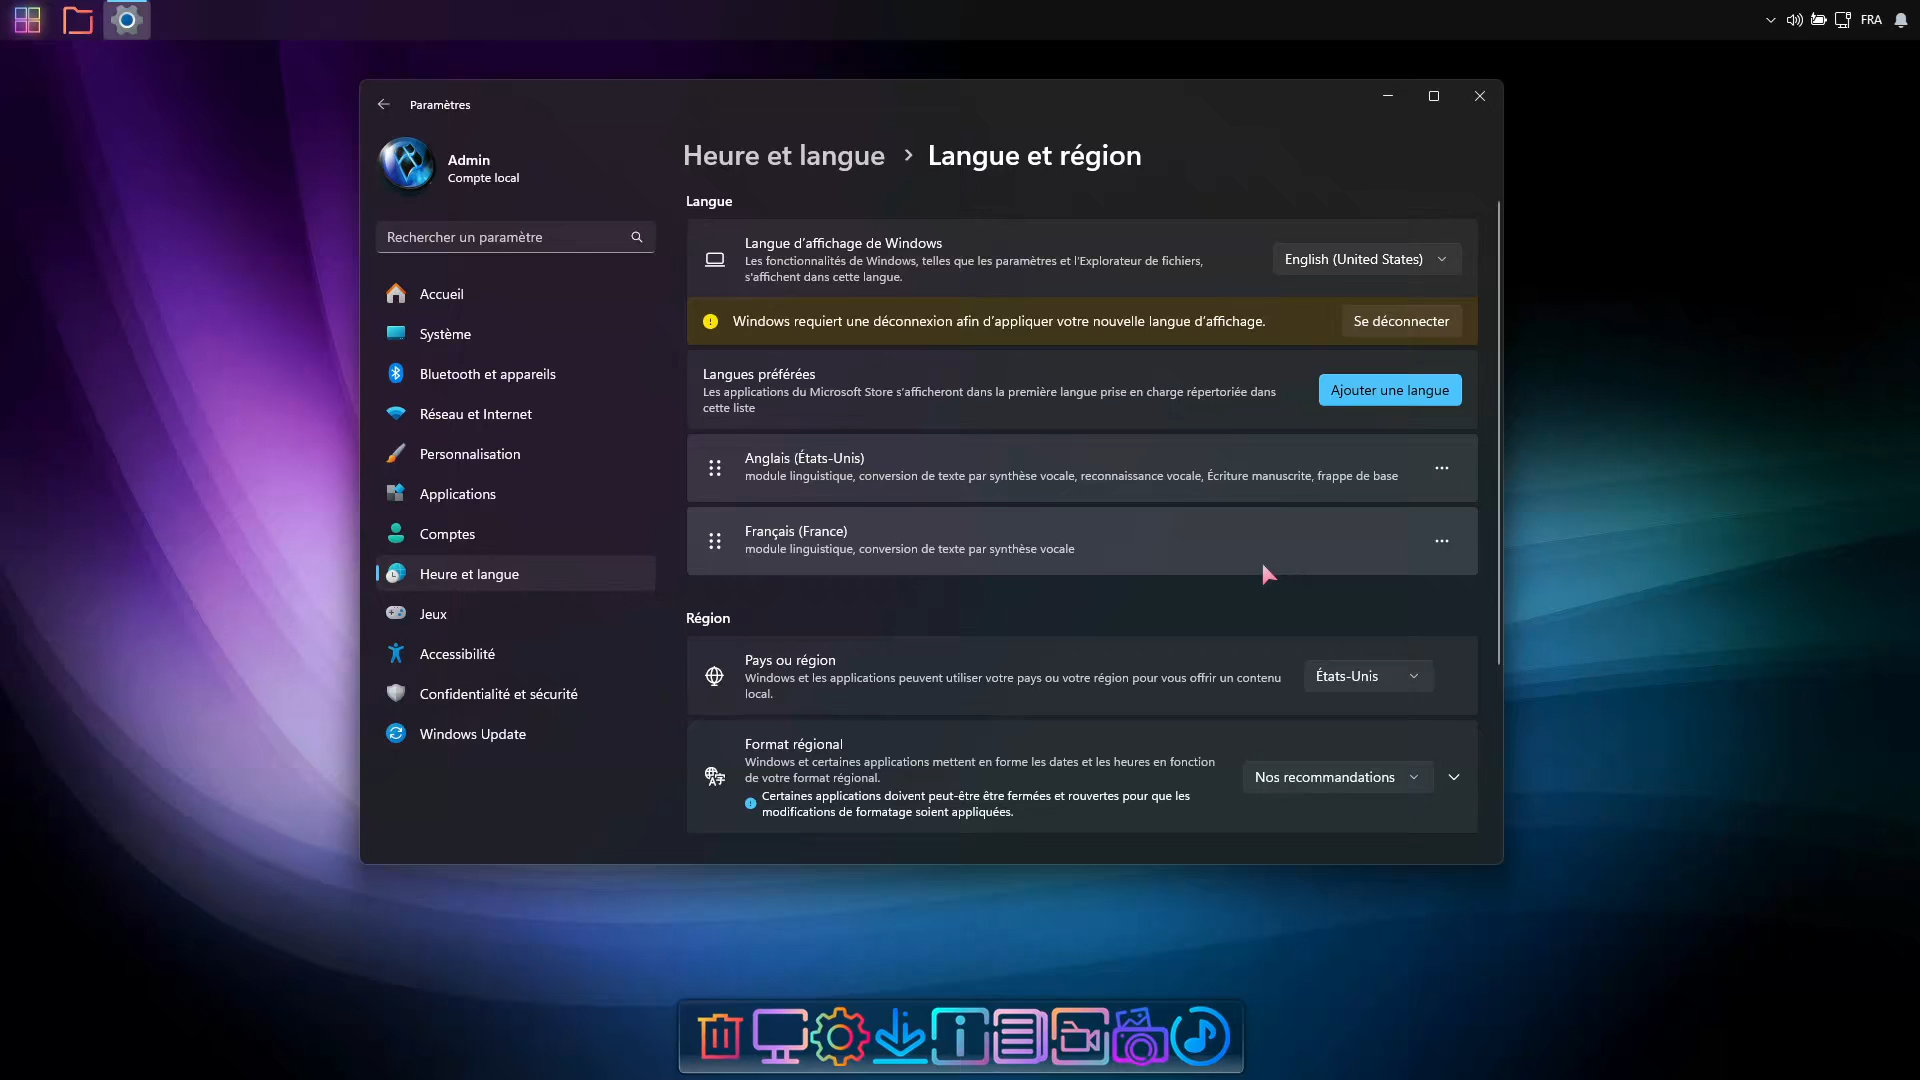 FRA
Paramètres
Admin
Compte local
Rechercher un paramètre
Accueil
Système
Bluetooth et appareils
Réseau et Internet
Personnalisation
Applications
Comptes
Heure et langue
Jeux
Accessibilité
Confidentialité et sécurité
Windows Update
Heure et langue > Langue et région
Langue
Langue d’affichage de Windows
Les fonctionnalités de Windows, telles que les paramètres et l’Explorateur de fichiers,
s’affichent dans cette langue.
English (United States)
Windows requiert une déconnexion afin d’appliquer votre nouvelle langue d’affichage.
Se déconnecter
Langues préférées
Les applications du Microsoft Store s’afficheront dans la première langue prise en charge répertoriée dans
cette liste
Ajouter une langue
Anglais (États-Unis)
module linguistique, conversion de texte par synthèse vocale, reconnaissance vocale, Écriture manuscrite, frappe de base
Français (France)
module linguistique, conversion de texte par synthèse vocale
Région
Pays ou région
Windows et les applications peuvent utiliser votre pays ou votre région pour vous offrir un contenu
local.
États-Unis
Format régional
Windows et certaines applications mettent en forme les dates et les heures en fonction
de votre format régional.
Certaines applications doivent peut-être être fermées et rouvertes pour que les
modifications de formatage soient appliquées.
Nos recommandations